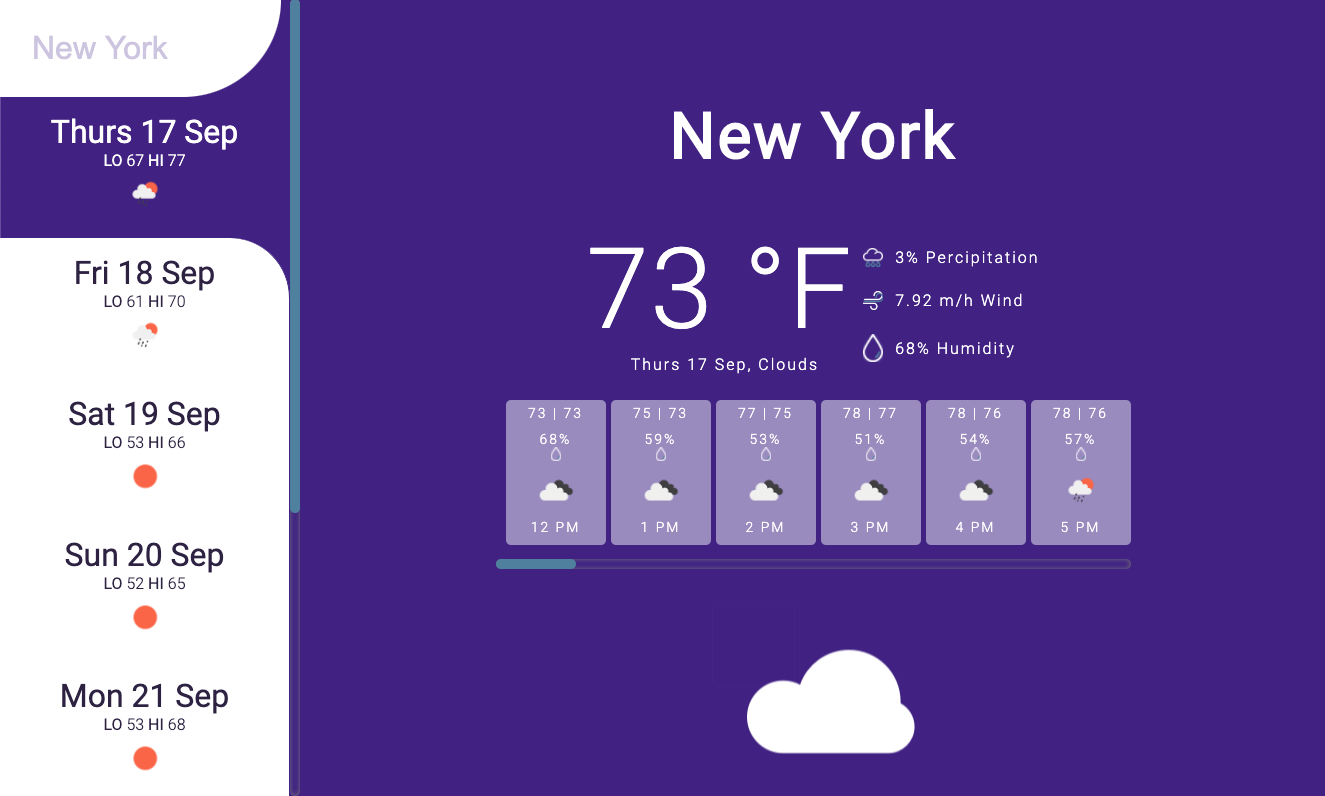 New York
Thurs 17 Sep
LO 67 HI 77
Fri 18 Sep
LO 61 HI 70
Sat 19 Sep
LO 53 HI 66
Sun 20 Sep
LO 52 HI 65
Mon 21 Sep
LO 53 HI 68
New York
73 °F
Thurs 17 Sep, Clouds
3% Percipitation
7.92 m/h Wind
68% Humidity
73 | 73
68%
12 PM
75 | 73
59%
1 PM
77 | 75
53%
2 PM
78 | 77
51%
3 PM
78 | 76
54%
4 PM
78 | 76
57%
5 PM